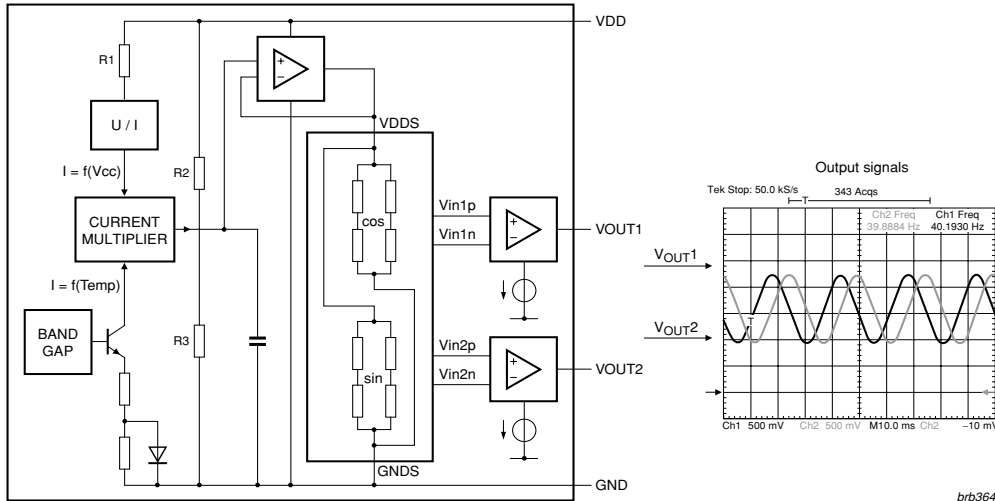 VDD
R1
+
−
U / I
VDDS
I = f(Vcc)
R2
CURRENT
MULTIPLIER
cos
Vin1p
Vin1n
VOUT1
I = f(Temp)
BAND
GAP
R3
sin
Vin2p
Vin2n
VOUT2
GNDS
GND
Output signals
Tek Stop: 50.0 kS/s
343 Acqs
T
Ch2 Freq
39.8884 Hz
Ch1 Freq
40.1930 Hz
VOUT1
VOUT2
T
Ch1 500 mV Ch2 500 mV M10.0 ms Ch2 −10 mV
brb364